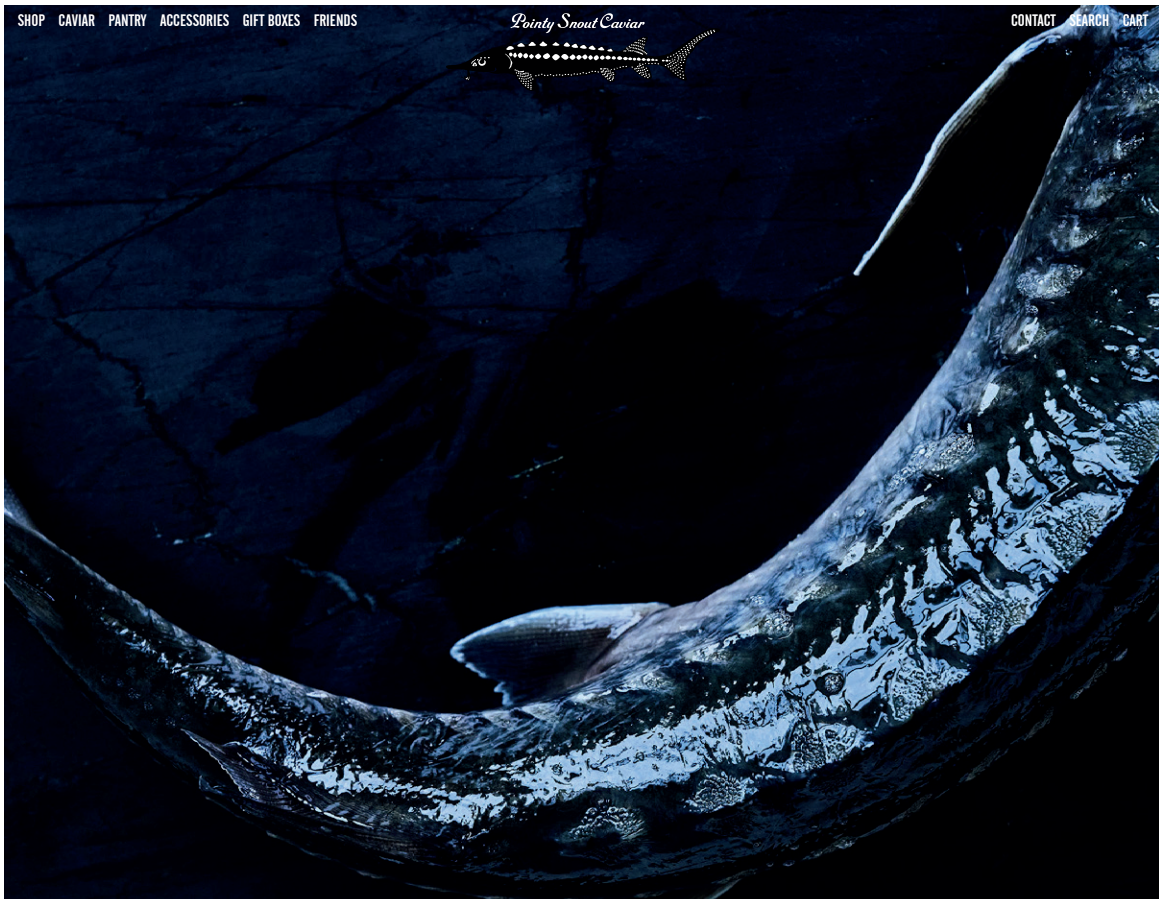 SHOP CAVIAR PANTRY ACCESSORIES GIFT BOXES FRIENDS
Pointy Snout Caviar
CONTACT SEARCH CART